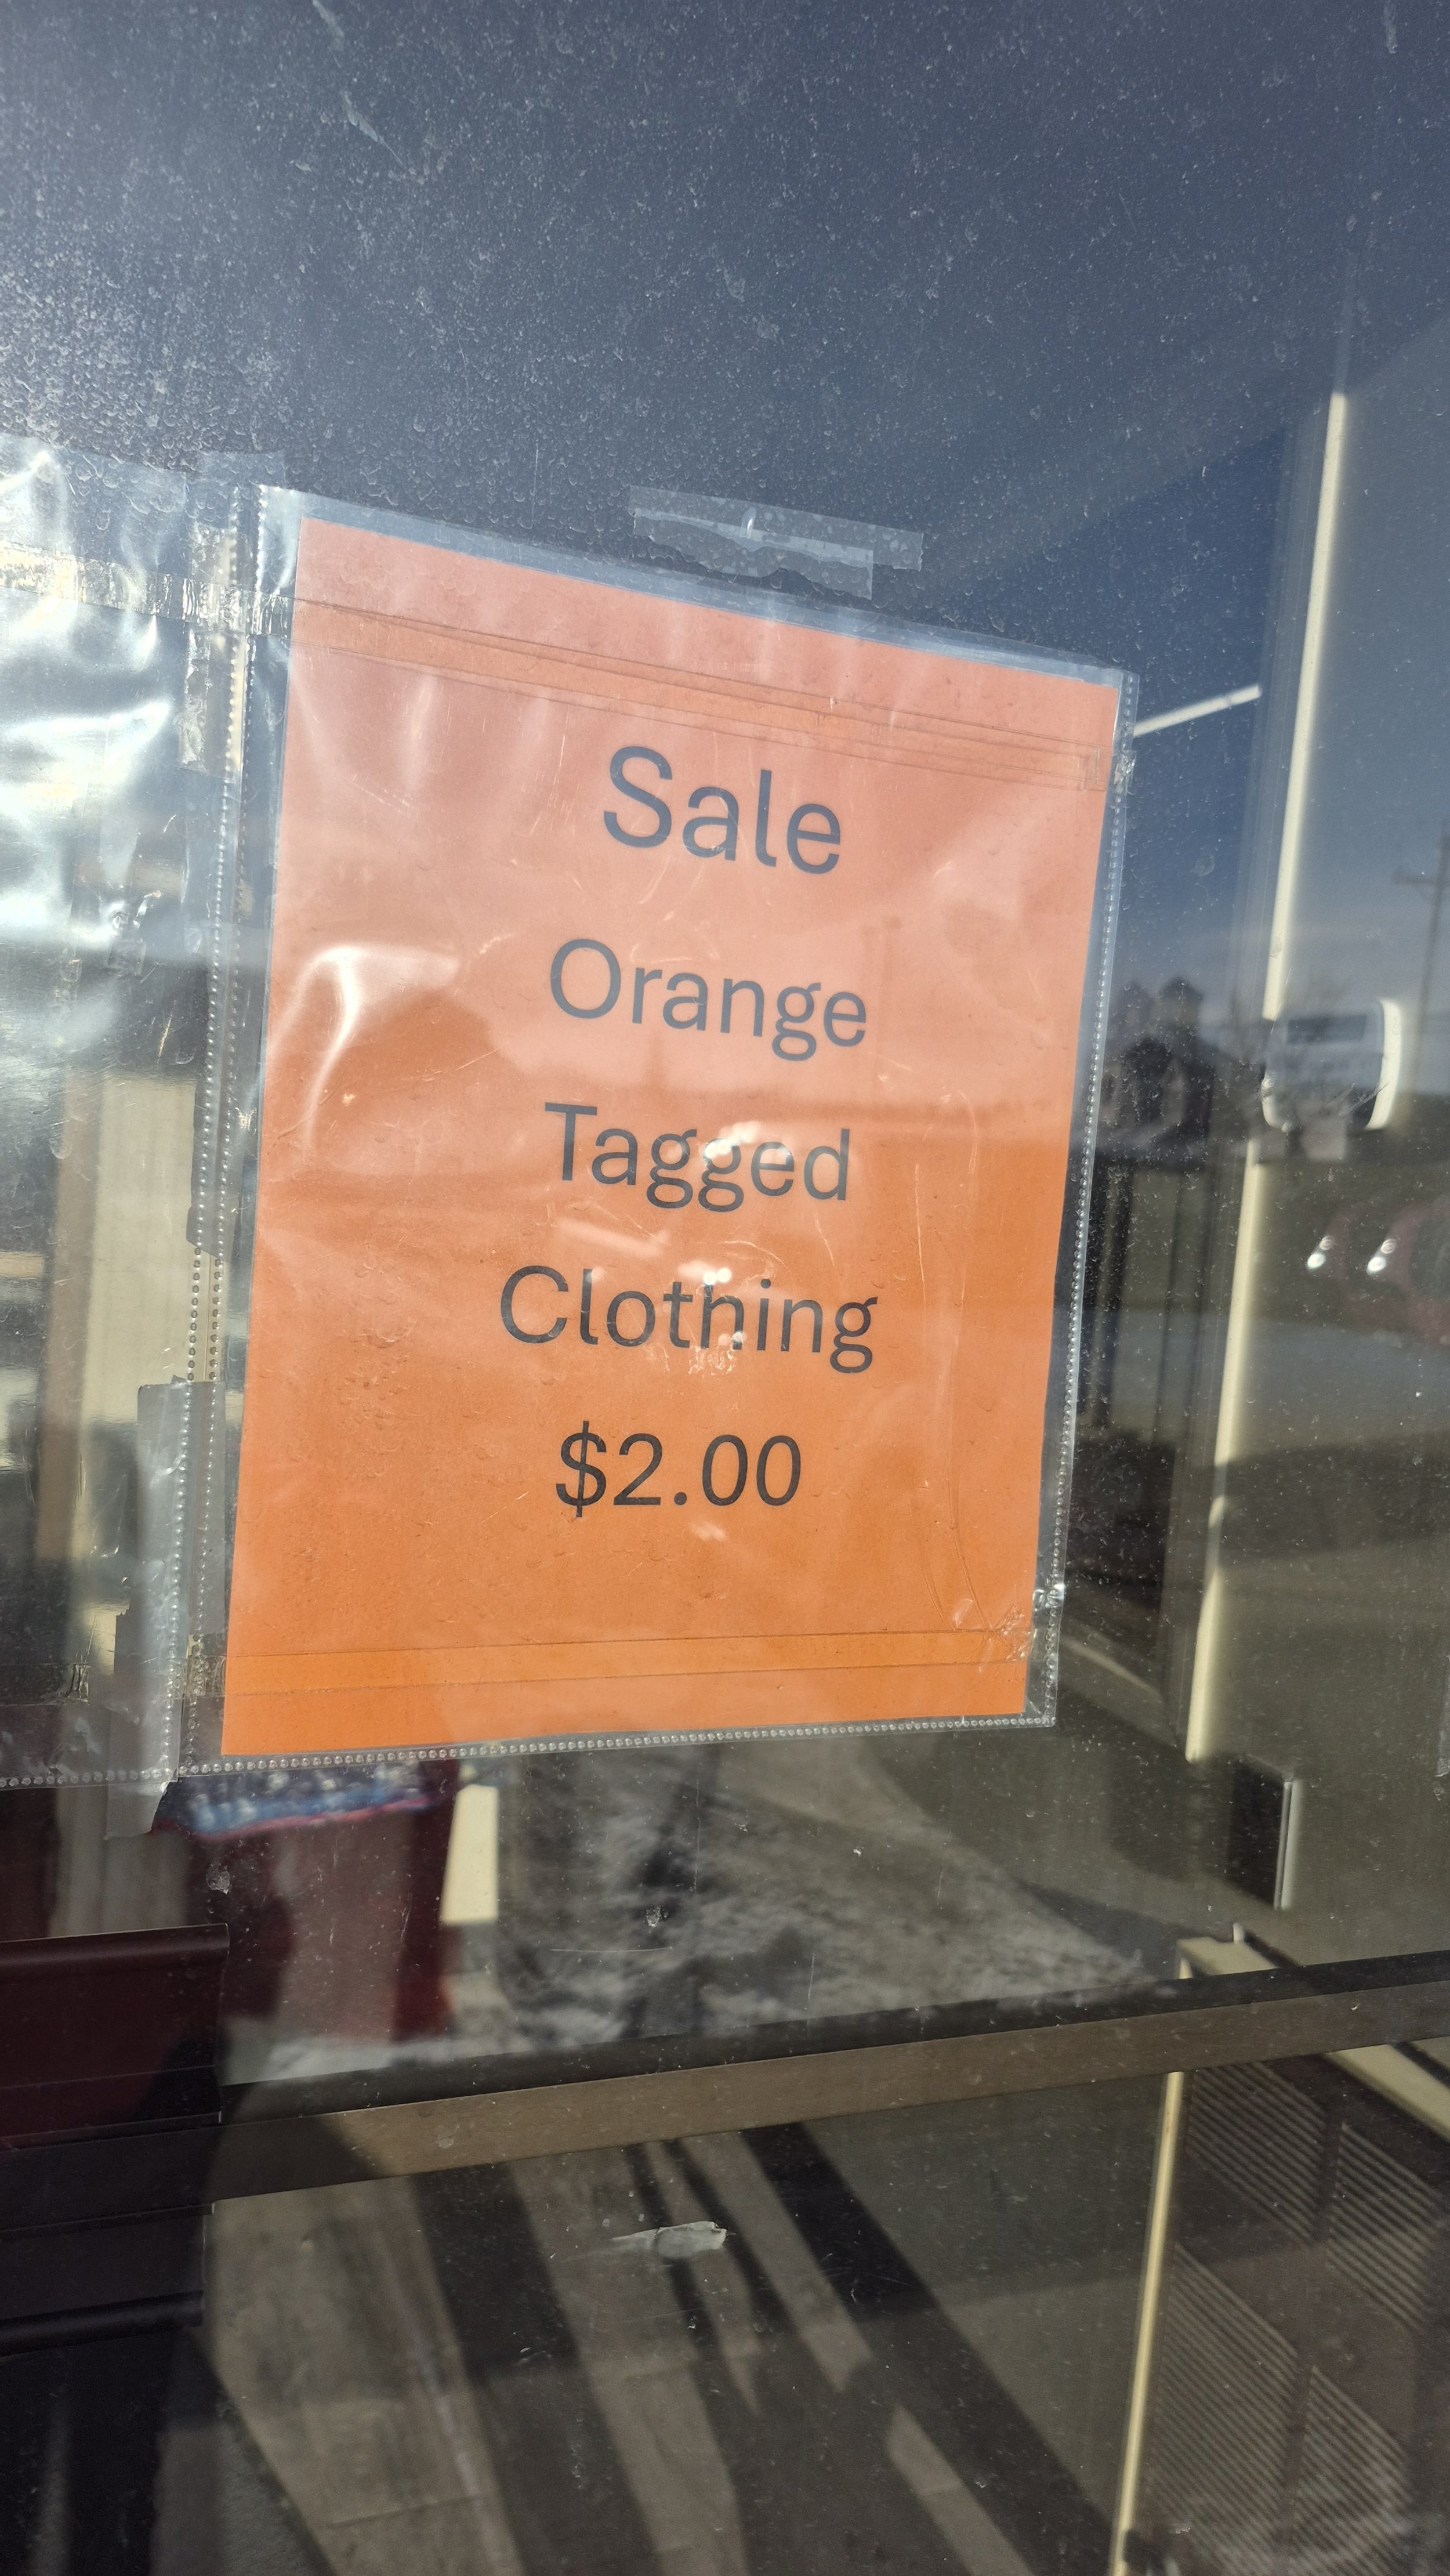 Sale
Orange
Tagged
Clothing
$2.00